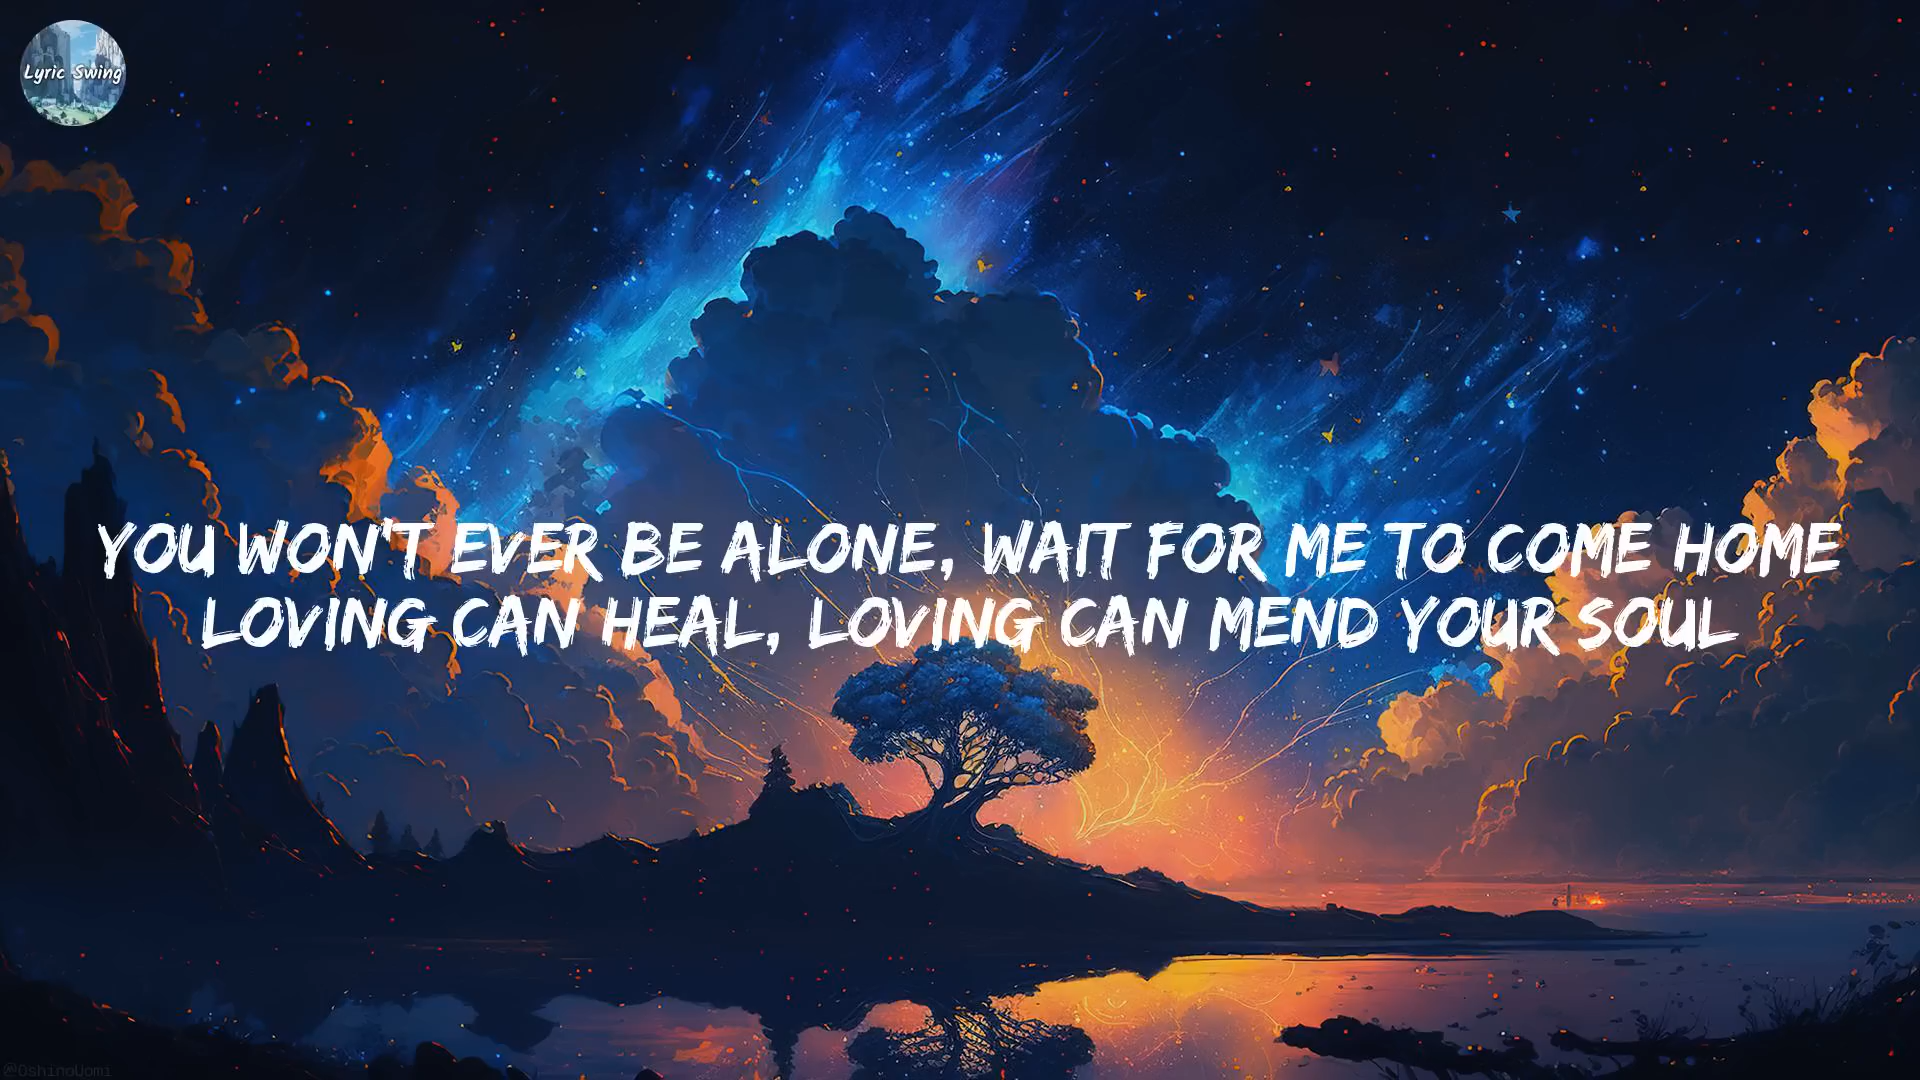 Lyric Swing
YOU WON'T EVER BE ALONE, WAIT FOR ME TO COME HOME
LOVING CAN HEAL, LOVING CAN MEND YOUR SOUL
@OshinoUomi